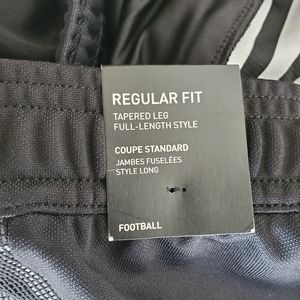 REGULAR FIT
TAPERED LEG
FULL-LENGTH STYLE
COUPE STANDARD
JAMBES FUSELÉES
STYLE LONG
FOOTBALL